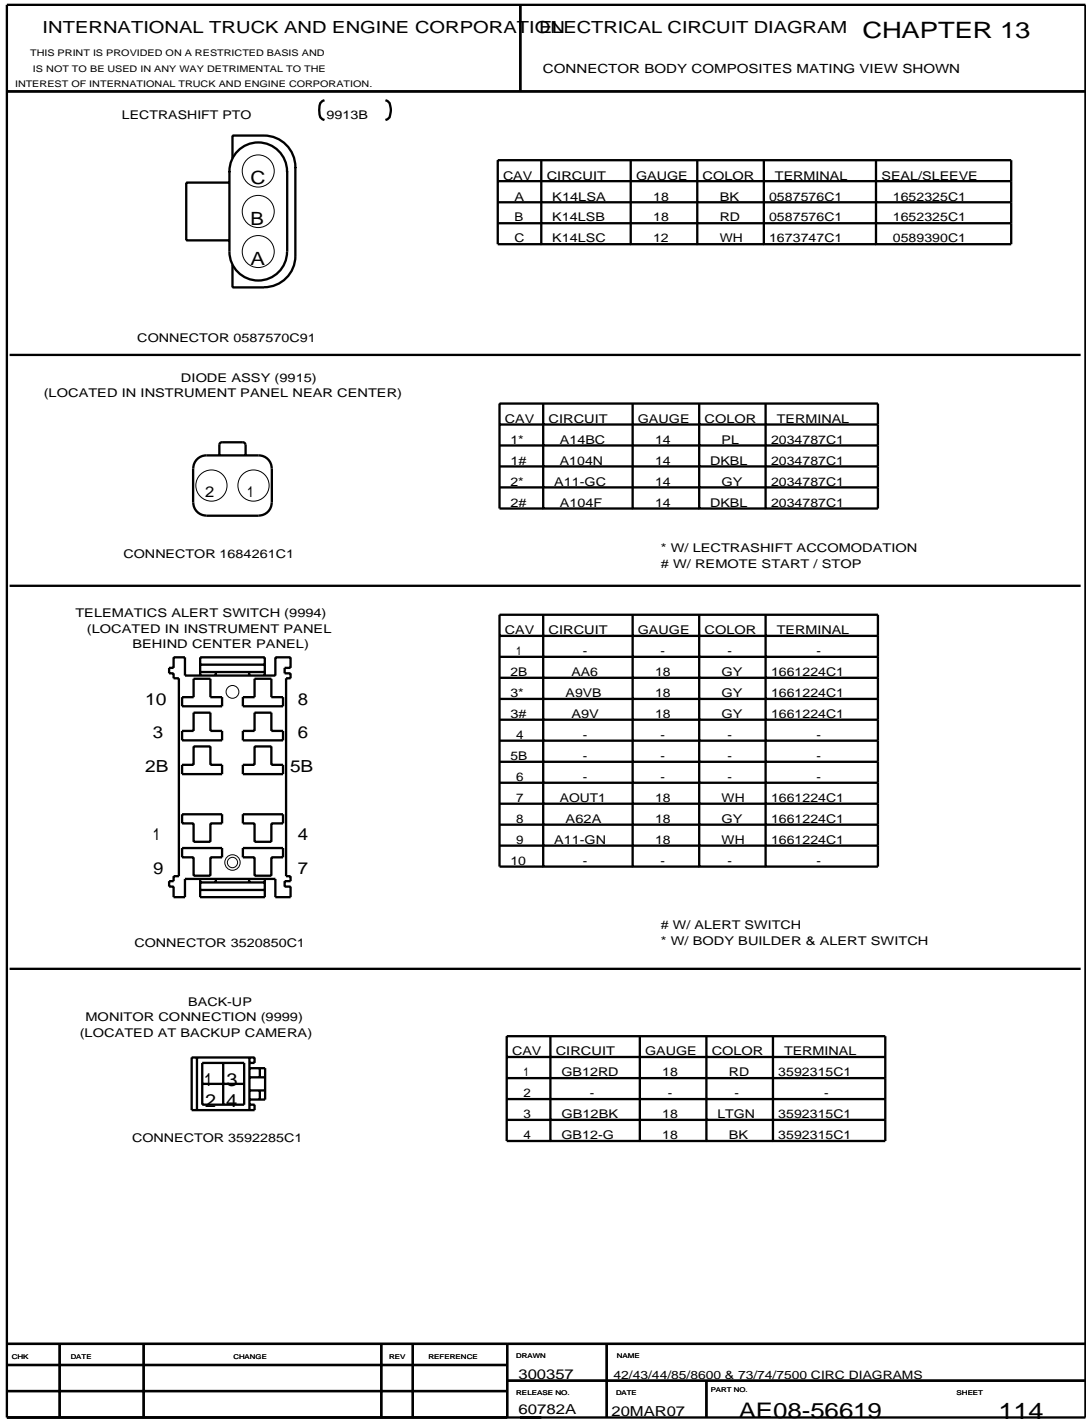 INTERNATIONAL TRUCK AND ENGINE CORPORATION
THIS PRINT IS PROVIDED ON A RESTRICTED BASIS AND
IS NOT TO BE USED IN ANY WAY DETRIMENTAL TO THE
INTEREST OF INTERNATIONAL TRUCK AND ENGINE CORPORATION.
ELECTRICAL CIRCUIT DIAGRAM CHAPTER 13
CONNECTOR BODY COMPOSITES MATING VIEW SHOWN
LECTRASHIFT PTO (9913B)
C
B
A
CONNECTOR 0587570C91
CAV CIRCUIT GAUGE COLOR TERMINAL SEAL/SLEEVE
A K14LSA 18 BK 0587576C1 1652325C1
B K14LSB 18 RD 0587576C1 1652325C1
C K14LSC 12 WH 1673747C1 0589390C1
DIODE ASSY (9915)
(LOCATED IN INSTRUMENT PANEL NEAR CENTER)
2 1
CONNECTOR 1684261C1
CAV CIRCUIT GAUGE COLOR TERMINAL
1* A14BC 14 PL 2034787C1
1# A104N 14 DKBL 2034787C1
2* A11-GC 14 GY 2034787C1
2# A104F 14 DKBL 2034787C1
* W/ LECTRASHIFT ACCOMODATION
# W/ REMOTE START / STOP
TELEMATICS ALERT SWITCH (9994)
(LOCATED IN INSTRUMENT PANEL
BEHIND CENTER PANEL)
10 8
3 6
2B 5B
1 4
9 7
CONNECTOR 3520850C1
CAV CIRCUIT GAUGE COLOR TERMINAL
1 - - - -
2B AA6 18 GY 1661224C1
3* A9VB 18 GY 1661224C1
3# A9V 18 GY 1661224C1
4 - - - -
5B - - - -
6 - - - -
7 AOUT1 18 WH 1661224C1
8 A62A 18 GY 1661224C1
9 A11-GN 18 WH 1661224C1
10 - - - -
# W/ ALERT SWITCH
* W/ BODY BUILDER & ALERT SWITCH
BACK-UP
MONITOR CONNECTION (9999)
(LOCATED AT BACKUP CAMERA)
1 3
2 4
CONNECTOR 3592285C1
CAV CIRCUIT GAUGE COLOR TERMINAL
1 GB12RD 18 RD 3592315C1
2 - - - -
3 GB12BK 18 LTGN 3592315C1
4 GB12-G 18 BK 3592315C1
CHK DATE CHANGE REV REFERENCE
DRAWN
300357
NAME
42/43/44/85/8600 & 73/74/7500 CIRC DIAGRAMS
RELEASE NO.
60782A
DATE
20MAR07
PART NO.
AE08-56619
SHEET
114